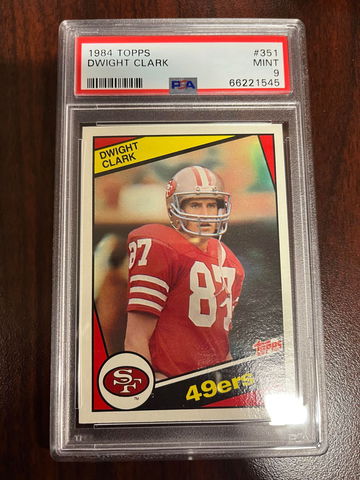 1984 TOPPS #351
DWIGHT CLARK MINT
9
PSA 66221545
DWIGHT
CLARK
87
87
Topps
SF
49ers